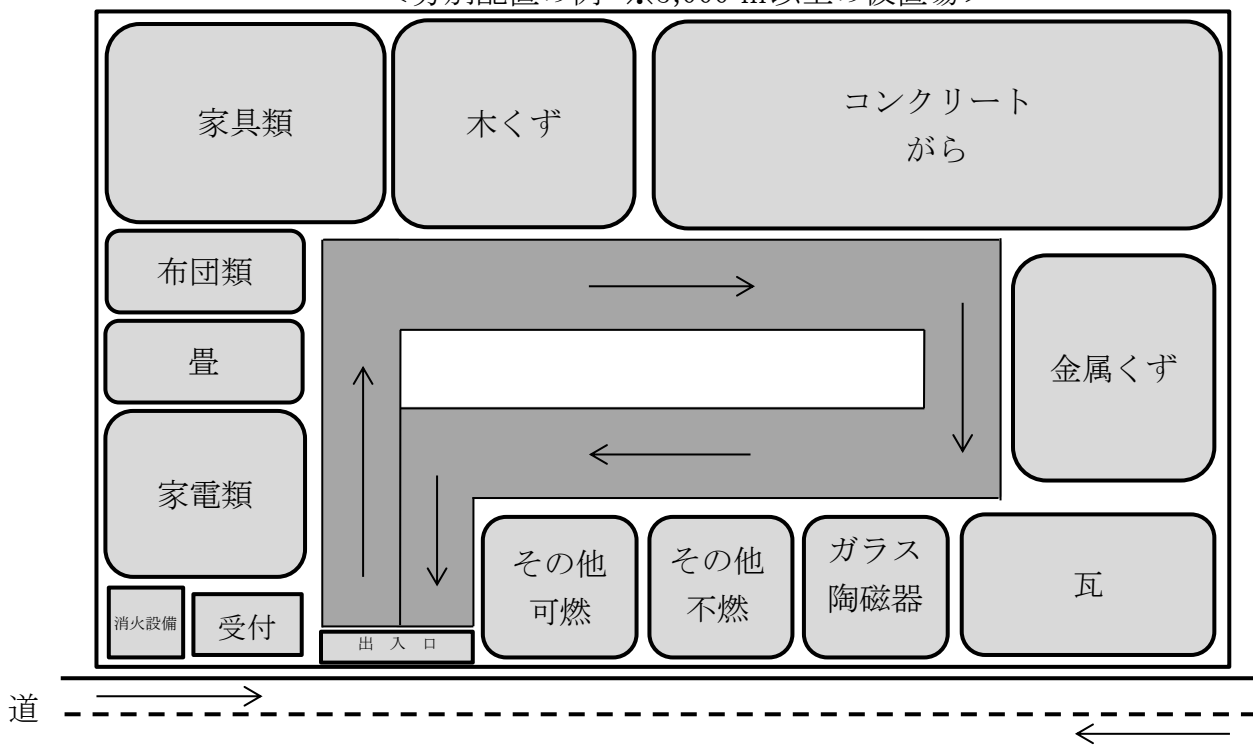 家具類
木くず
コンクリート
がら
布団類
畳
金属くず
家電類
その他
可燃
その他
不燃
ガラス
陶磁器
瓦
消火設備
受付
出 入 口
道